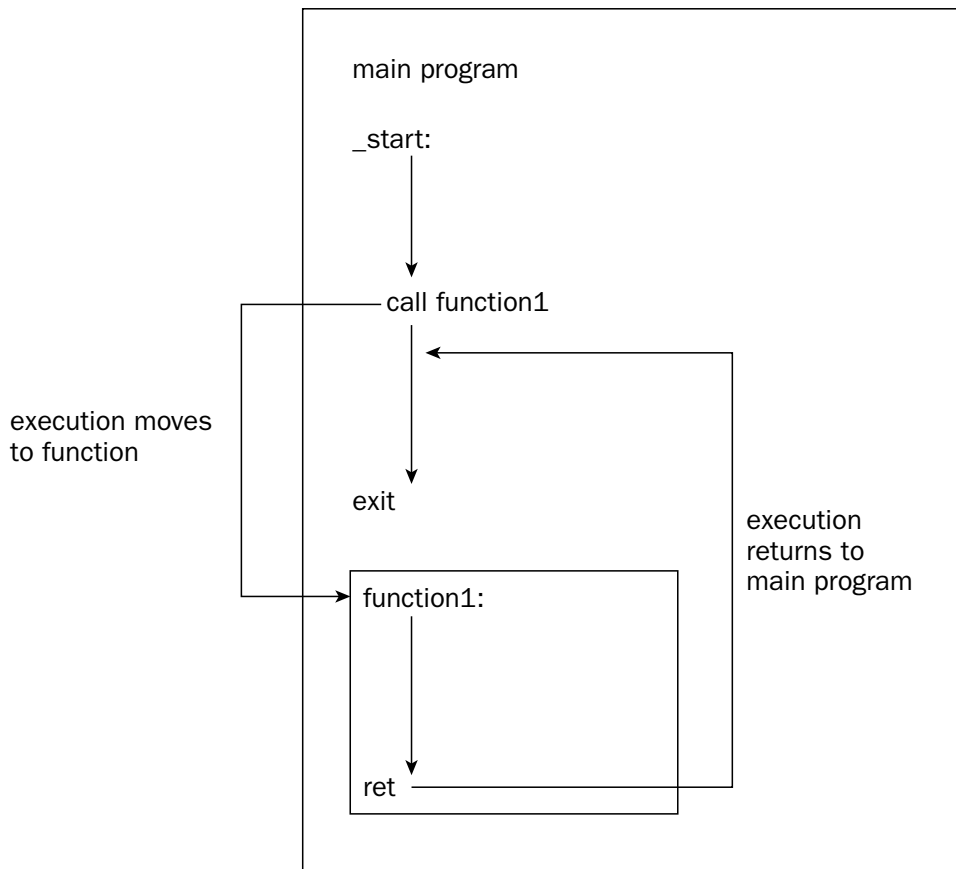 main program
_start:
call function1
execution moves
to function
exit
execution
returns to
main program
function1:
ret